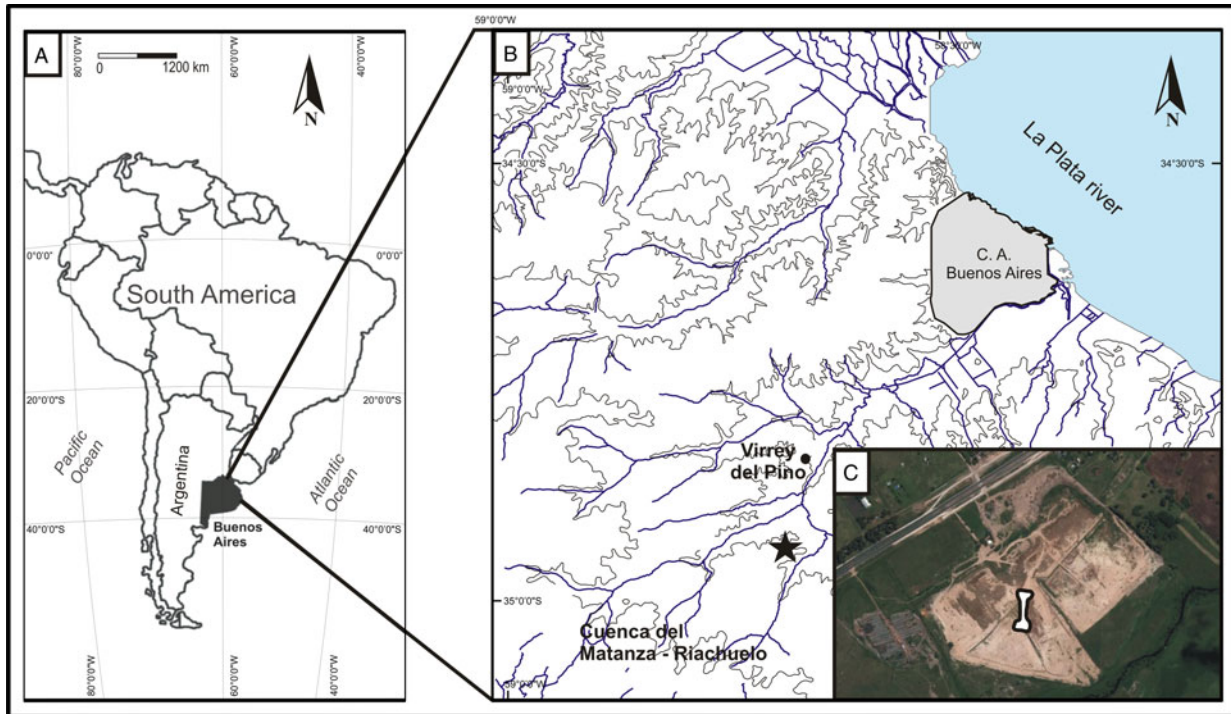 59°0'0"W
A
80°0'0"W
0
1200 km
60°0'0"W
40°0'0"W
N
0°0'0"
0°0'0"
South America
20°0'0"S
20°0'0"S
Pacific
Ocean
Argentina
Atlantic
Ocean
40°0'0"S
40°0'0"S
Buenos
Aires
80°0'0"W
60°0'0"W
40°0'0"W
B
58°30'0"W
59°0'0"W
N
La Plata river
34°30'0"S
34°30'0"S
C. A.
Buenos Aires
Virrey
del Pino
35°0'0"S
Cuenca del
Matanza - Riachuelo
59°0'0"W
C